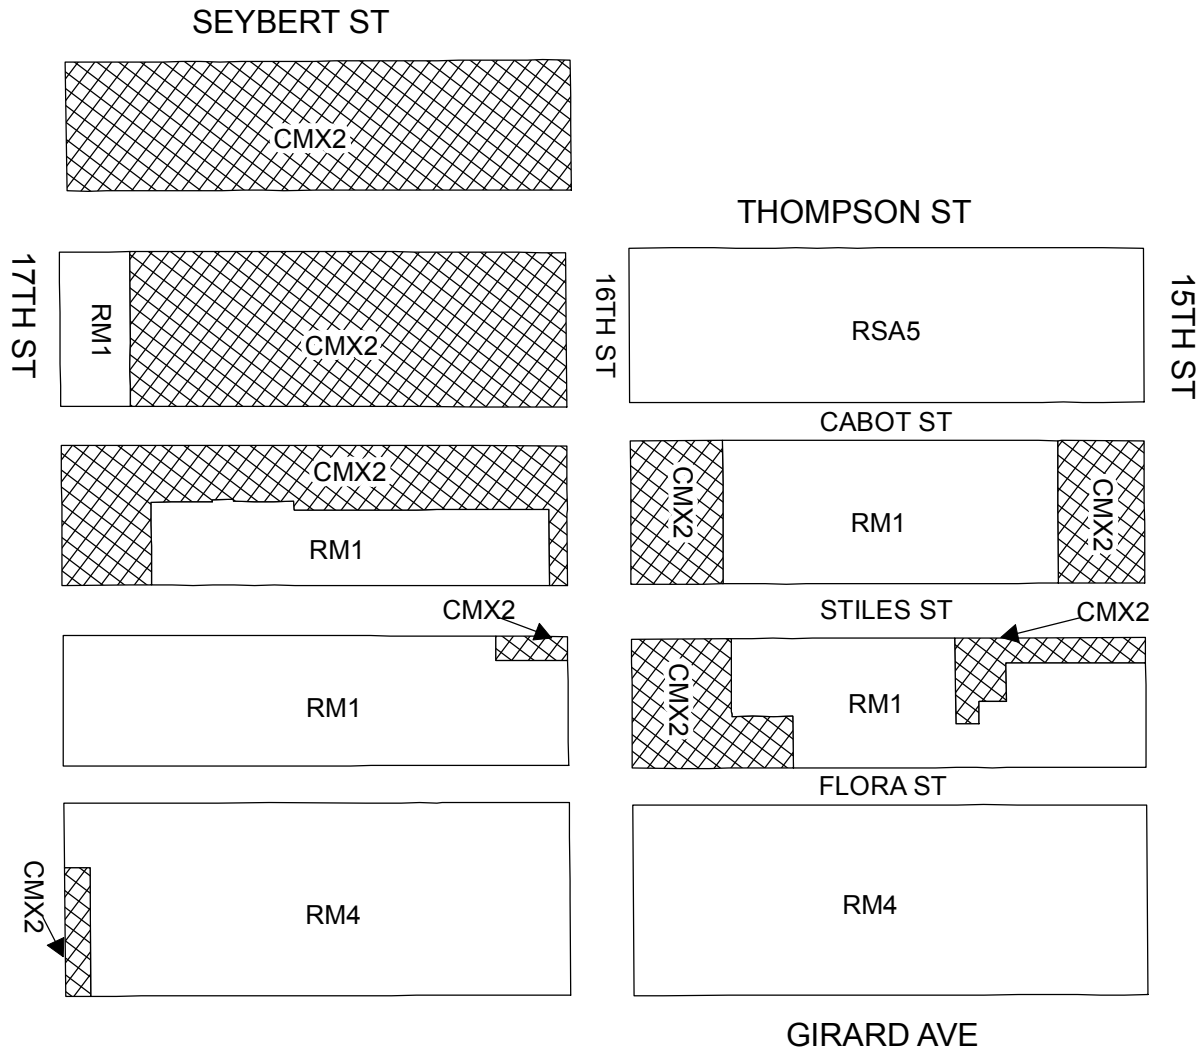 SEYBERT ST
CMX2
THOMPSON ST
17TH ST
RM1
CMX2
16TH ST
RSA5
15TH ST
CABOT ST
CMX2
RM1
CMX2
RM1
CMX2
CMX2
STILES ST
CMX2
RM1
CMX2
RM1
FLORA ST
CMX2
RM4
RM4
GIRARD AVE